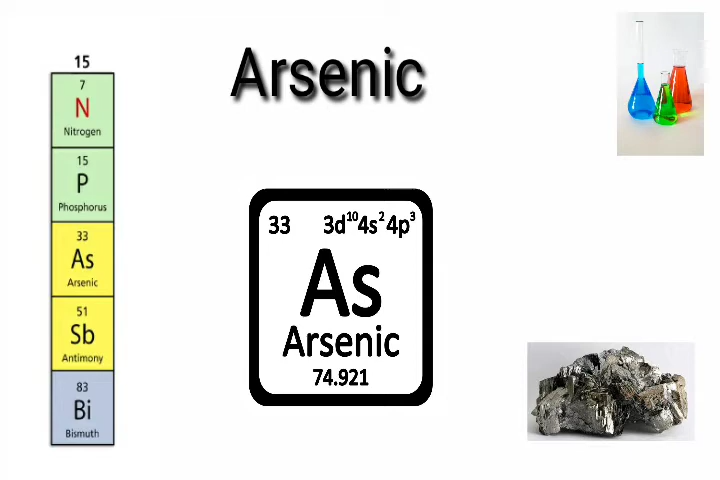 Arsenic
15
7
N
Nitrogen
15
P
Phosphorus
33
As
Arsenic
51
Sb
Antimony
83
Bi
Bismuth
33 3d¹⁰4s²4p³
As
Arsenic
74.921